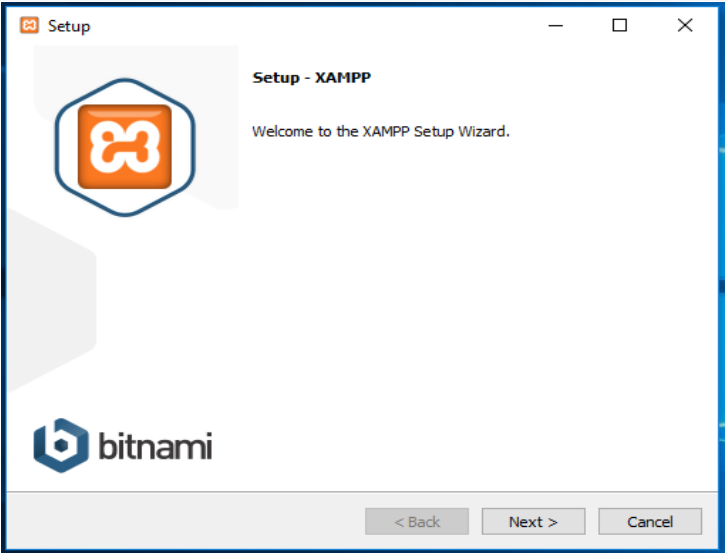 Setup
Setup - XAMPP
Welcome to the XAMPP Setup Wizard.
bitnami
< Back
Next >
Cancel